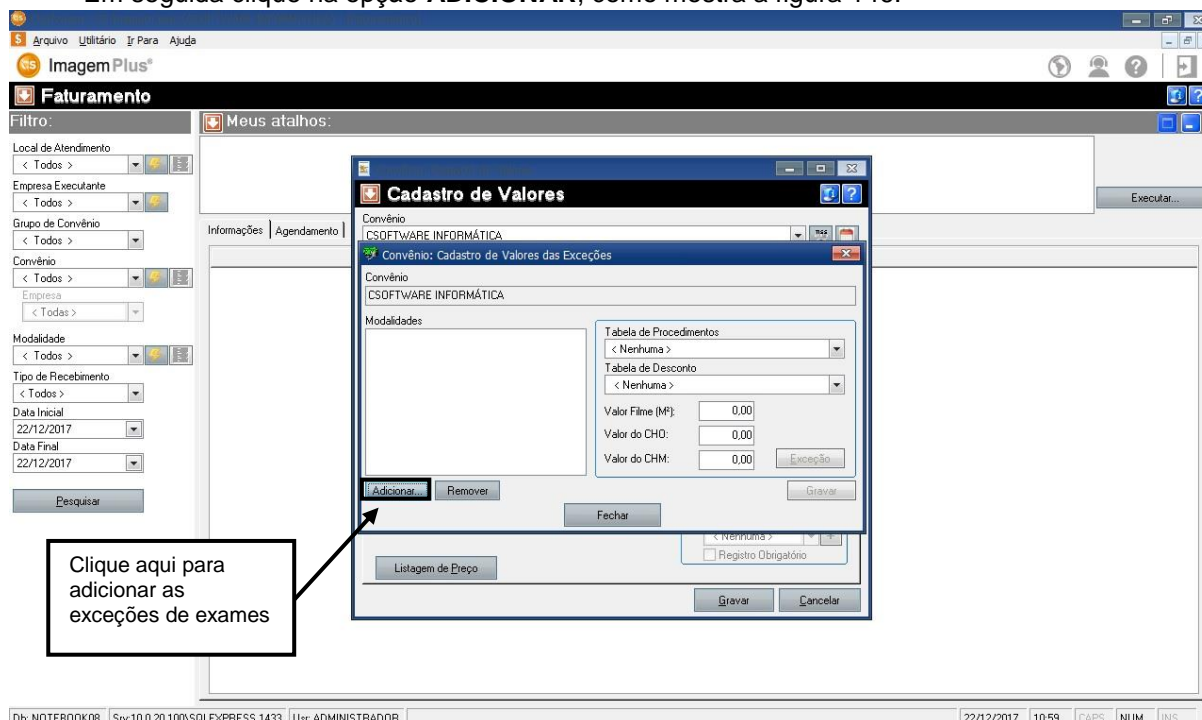 Em seguida clique na opção ADICIONAR, como mostra a figura
Arquivo Utilitário Ir Para Ajuda
ImagemPlus®
Faturamento
Filtro:
Meus atalhos:
Local de Atendimento
< Todos >
Empresa Executante
< Todos >
Grupo de Convênio
< Todos >
Convênio
< Todos >
Empresa
< Todas >
Modalidade
< Todos >
Tipo de Recebimento
< Todos >
Data Inicial
22/12/2017
Data Final
22/12/2017
Pesquisar
Executar...
Informações Agendamento
Cadastro de Valores
Convênio
CSOFTWARE INFORMÁTICA
Convênio: Cadastro de Valores das Exceções
Convênio
CSOFTWARE INFORMÁTICA
Modalidades
Tabela de Procedimentos
< Nenhuma >
Tabela de Desconto
< Nenhuma >
Valor Filme (M²): 0,00
Valor do CHO: 0,00
Valor do CHM: 0,00 Exceção
Adicionar... Remover Gravar
Fechar
< Nenhuma >
Registro Obrigatório
Listagem de Preço
Gravar Cancelar
Clique aqui para
adicionar as
exceções de exames
Db: NOTEBOOK08 Srv:10.0.20.100\SQLEXPRESS,1433 Usr: ADMINISTRADOR 22/12/2017 10:59 CAPS NUM INS